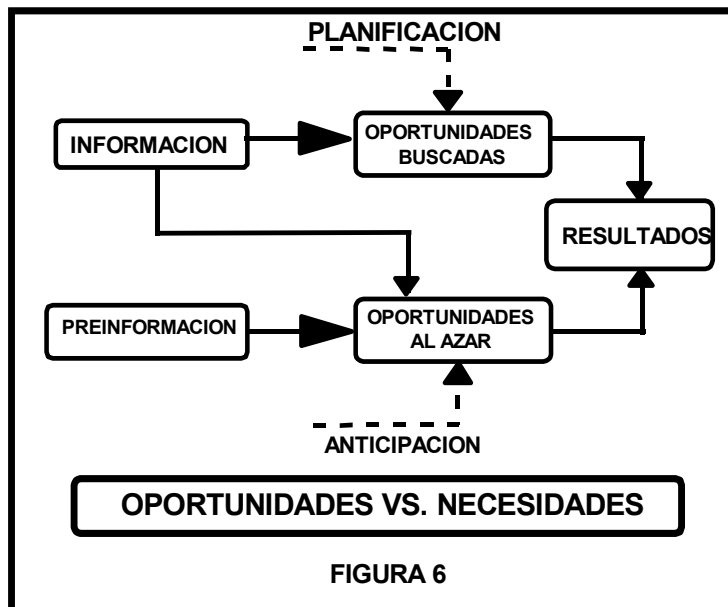 PLANIFICACION
INFORMACION
OPORTUNIDADES
BUSCADAS
RESULTADOS
PREINFORMACION
OPORTUNIDADES
AL AZAR
ANTICIPACION
OPORTUNIDADES VS. NECESIDADES
FIGURA 6